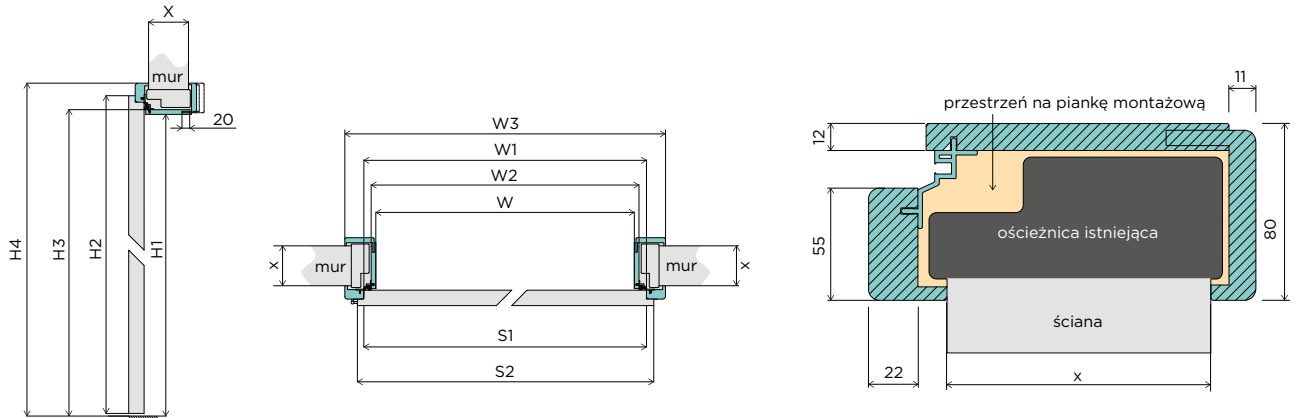 X
mur
20
H4
H3
H2
H1
W3
W1
W2
W
x
mur
mur
x
S1
S2
11
przestrzeń na piankę montażową
12
55
ościeżnica istniejąca
80
ściana
22
x